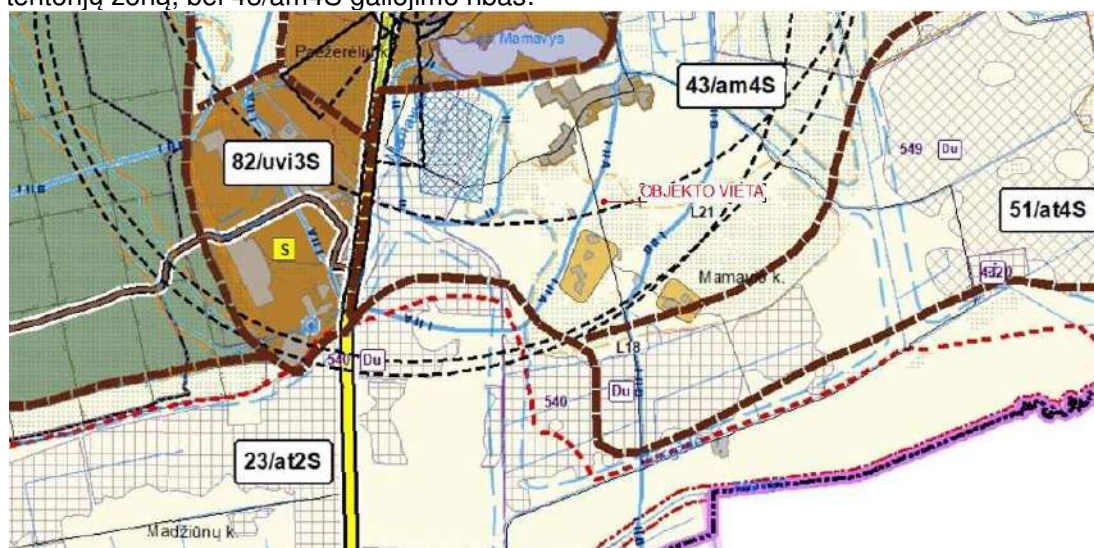 teritorijų zoną, bei 43/am4S galiojimo ribas.
Mamavys
Paežerėlių k.
43/am4S
82/uvi3S
549 Du
OBJEKTO VIETA
L21
51/at4S
S
Mamavio k.
540 Du
L18
540
Du
23/at2S
Madžiūnų k.